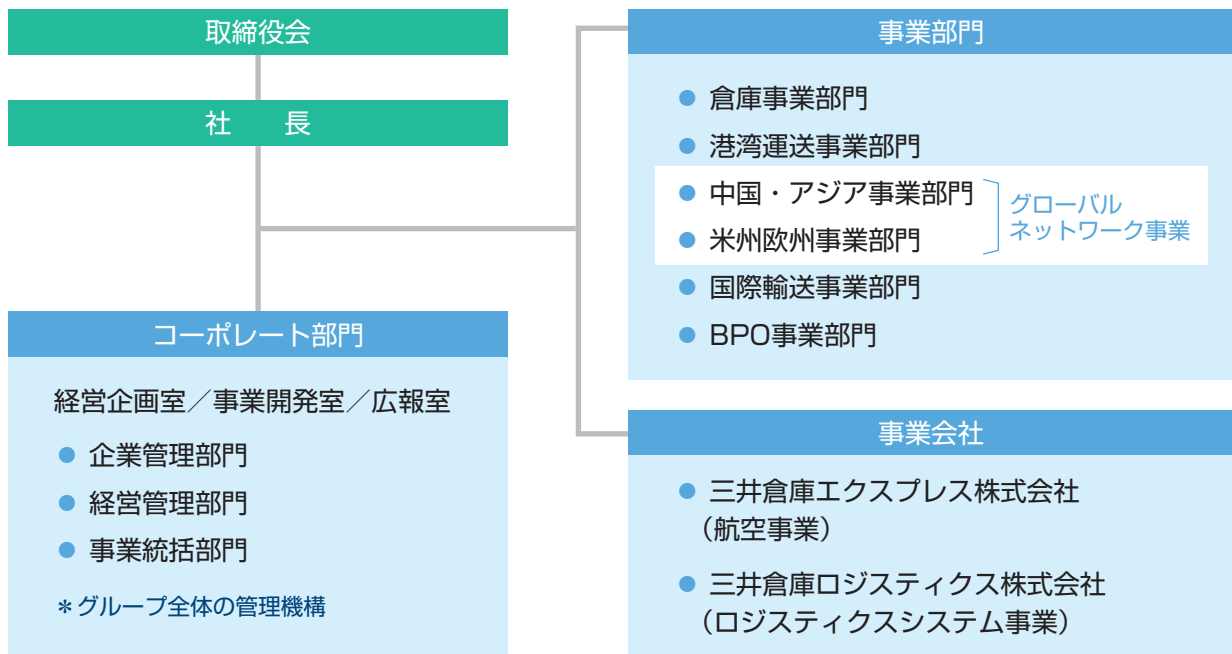 取締役会
社　　長
コーポレート部門
経営企画室／事業開発室／広報室
● 企業管理部門
● 経営管理部門
● 事業統括部門
＊グループ全体の管理機構
事業部門
● 倉庫事業部門
● 港湾運送事業部門
● 中国・アジア事業部門
● 米州欧州事業部門
グローバル
ネットワーク事業
● 国際輸送事業部門
● BPO事業部門
事業会社
● 三井倉庫エクスプレス株式会社
（航空事業）
● 三井倉庫ロジスティクス株式会社
（ロジスティクスシステム事業）